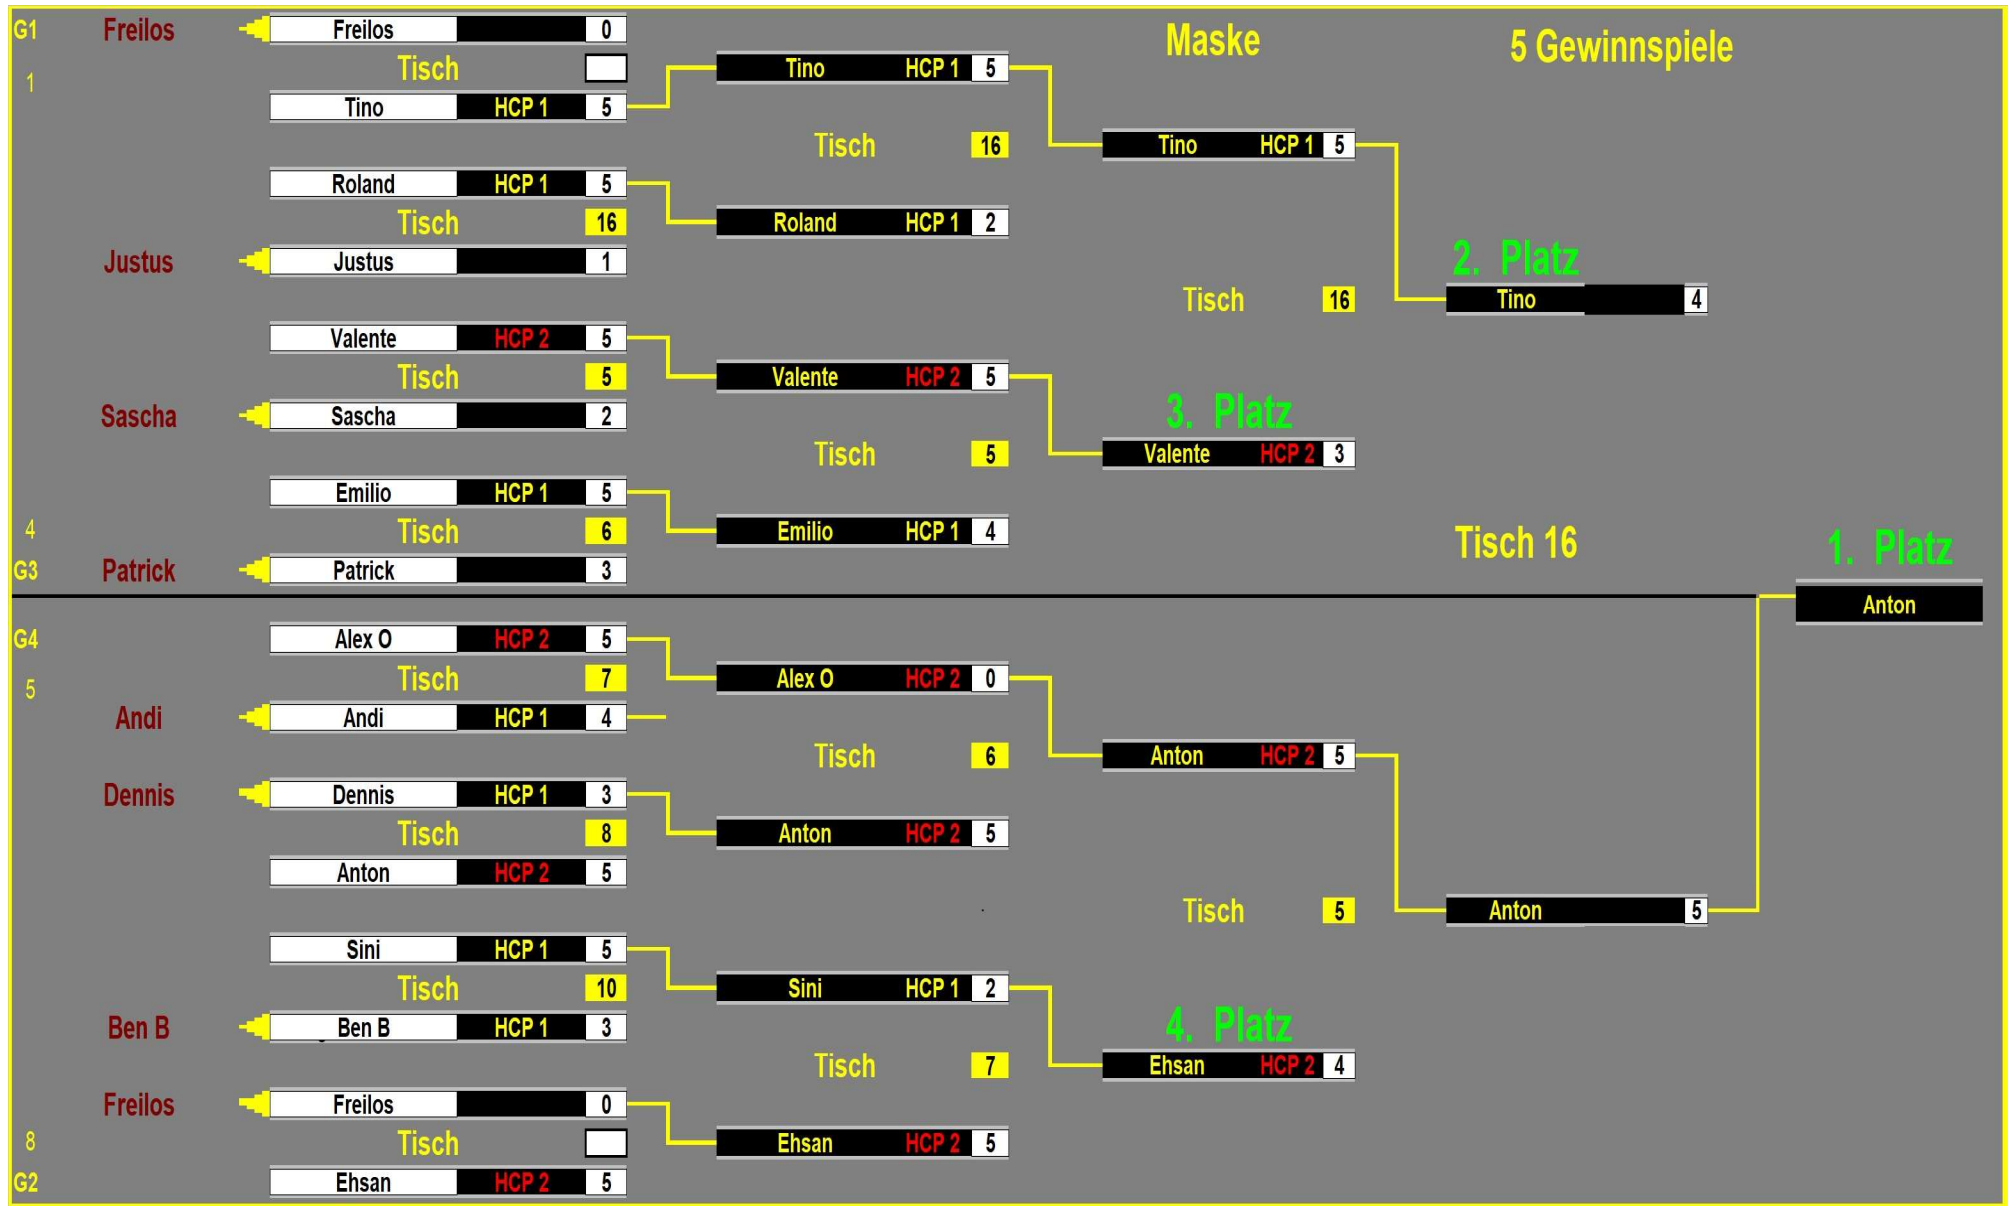 G1 Freilos Freilos 0
Maske 5 Gewinnspiele
Tisch
Tino HCP 1 5
1
Tino HCP 1 5
Tisch 16
Tino HCP 1 5
Roland HCP 1 5
Tisch 16
Roland HCP 1 2
Justus Justus 1
2. Platz
Tisch 16
Tino 4
Valente HCP 2 5
Tisch 5
Valente HCP 2 5
Sascha Sascha 2
3. Platz
Tisch 5
Valente HCP 2 3
Emilio HCP 1 5
4
Tisch 6
Emilio HCP 1 4
Tisch 16
1. Platz
G3 Patrick Patrick 3
Anton
G4 Alex O HCP 2 5
5
Tisch 7
Alex O HCP 2 0
Andi Andi HCP 1 4
Tisch 6
Anton HCP 2 5
Dennis Dennis HCP 1 3
Tisch 8
Anton HCP 2 5
Anton HCP 2 5
Tisch 5
Anton 5
Sini HCP 1 5
Tisch 10
Sini HCP 1 2
Ben B Ben B HCP 1 3
4. Platz
Tisch 7
Ehsan HCP 2 4
Freilos Freilos 0
8
Tisch
Ehsan HCP 2 5
G2 Ehsan HCP 2 5